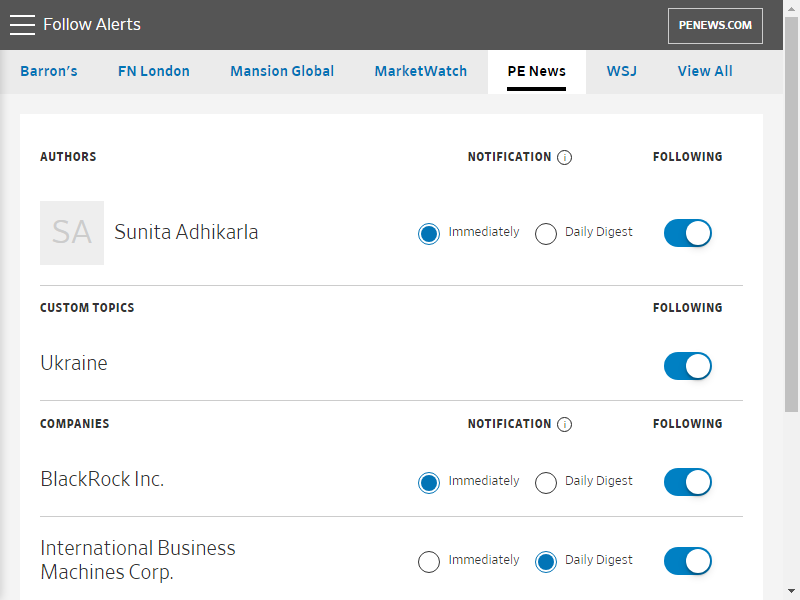 Follow Alerts
PENEWS.COM
Barron's FN London Mansion Global MarketWatch PE News WSJ View All
AUTHORS NOTIFICATION i FOLLOWING
SA Sunita Adhikarla Immediately Daily Digest
CUSTOM TOPICS FOLLOWING
Ukraine
COMPANIES NOTIFICATION i FOLLOWING
BlackRock Inc. Immediately Daily Digest
International Business
Machines Corp. Immediately Daily Digest